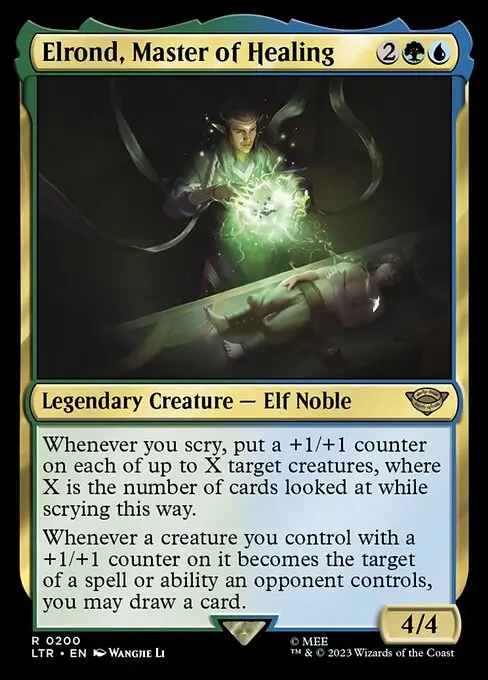 Elrond, Master of Healing 2
Legendary Creature — Elf Noble
Whenever you scry, put a +1/+1 counter
on each of up to X target creatures, where
X is the number of cards looked at while
scrying this way.
Whenever a creature you control with a
+1/+1 counter on it becomes the target
of a spell or ability an opponent controls,
you may draw a card.
4/4
R 0200
LTR • EN Wangjie Li
© MEE
™ & © 2023 Wizards of the Coast